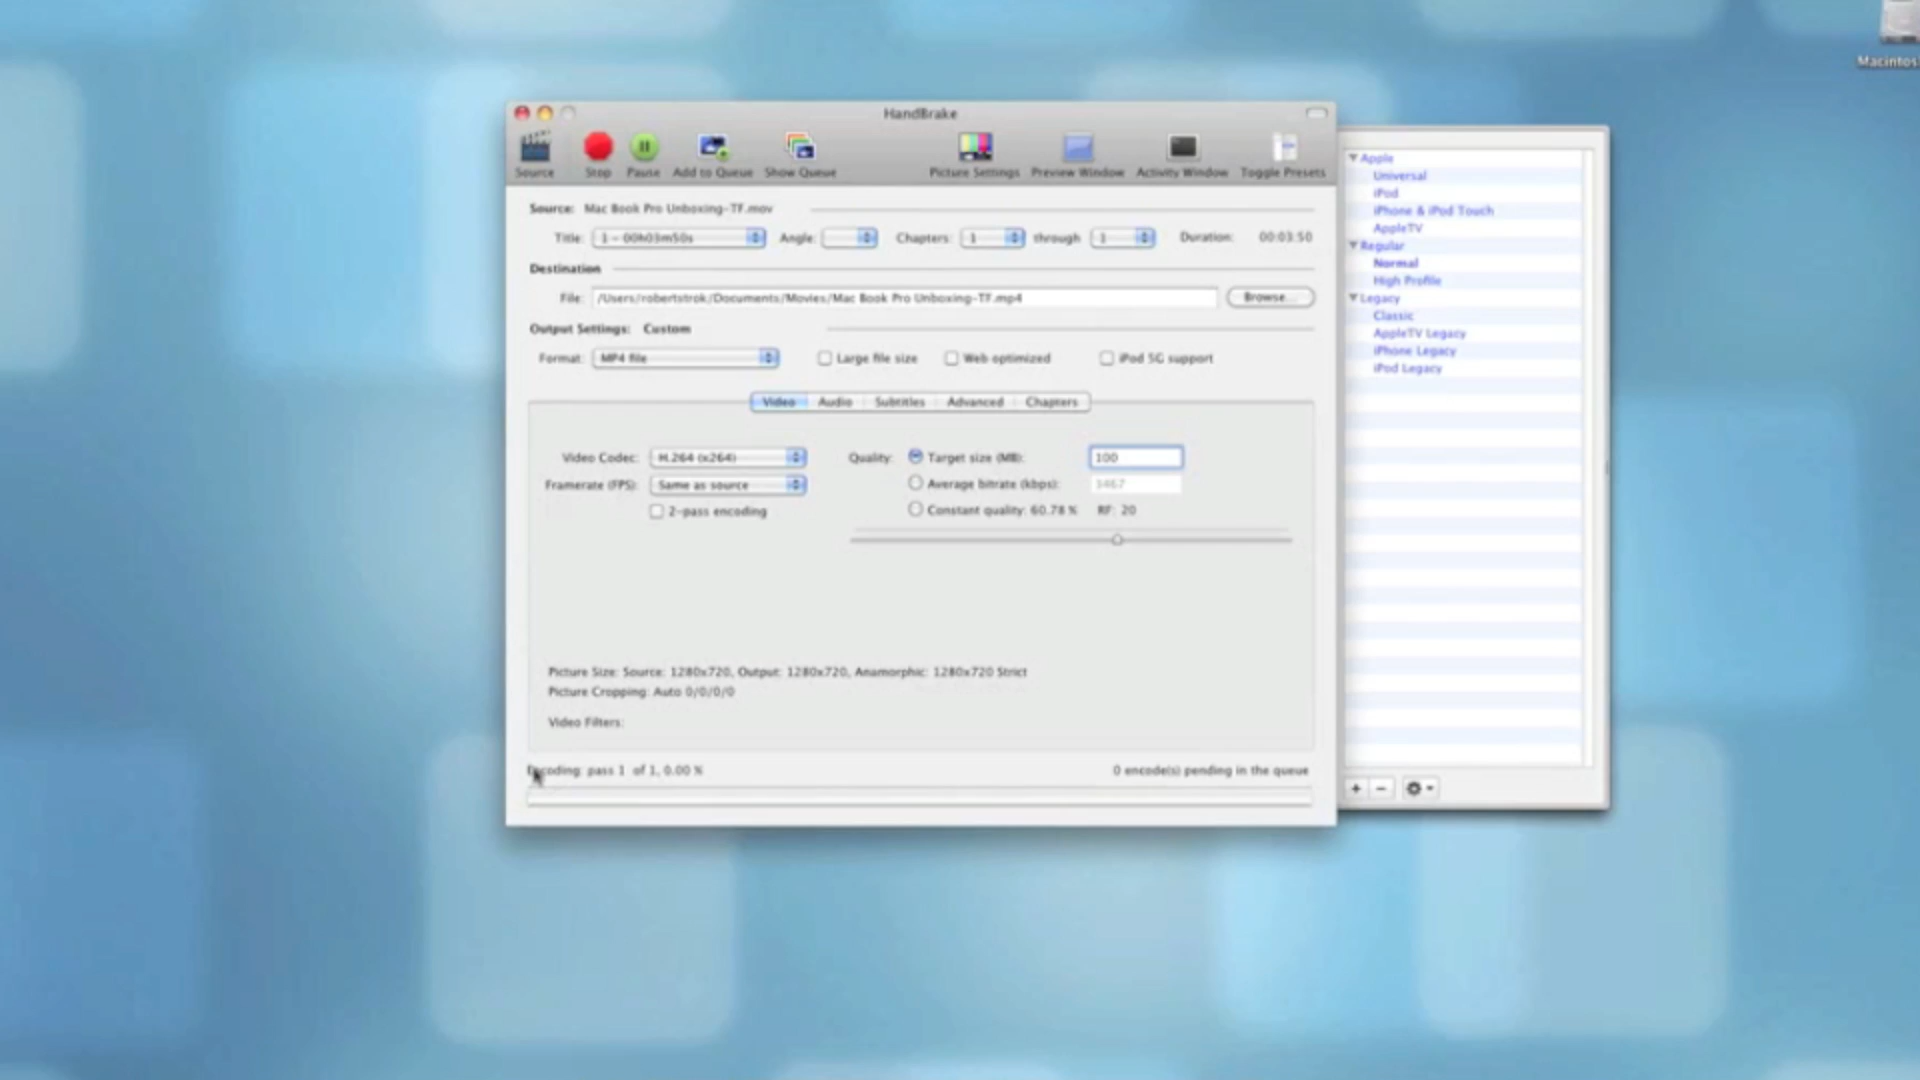 Macintos
HandBrake
Source Stop Pause Add to Queue Show Queue Picture Settings Preview Window Activity Window Toggle Presets
Source: Mac Book Pro Unboxing-TF.mov
Title: 1 - 00h03m50s Angle: Chapters: 1 through 1 Duration: 00:03:50
Destination
File: /Users/robertstrok/Documents/Movies/Mac Book Pro Unboxing-TF.mp4 Browse...
Output Settings: Custom
Format: MP4 file Large file size Web optimized iPod 5G support
Video Audio Subtitles Advanced Chapters
Video Codec: H.264 (x264) Quality: Target size (MB): 100
Framerate (FPS): Same as source Average bitrate (kbps): 3467
2-pass encoding Constant quality: 60.78 % RF: 20
Picture Size: Source: 1280x720, Output: 1280x720, Anamorphic: 1280x720 Strict
Picture Cropping: Auto 0/0/0/0
Video Filters:
Encoding: pass 1 of 1, 0.00 % 0 encode(s) pending in the queue
Apple
Universal
iPod
iPhone & iPod Touch
AppleTV
Regular
Normal
High Profile
Legacy
Classic
AppleTV Legacy
iPhone Legacy
iPod Legacy